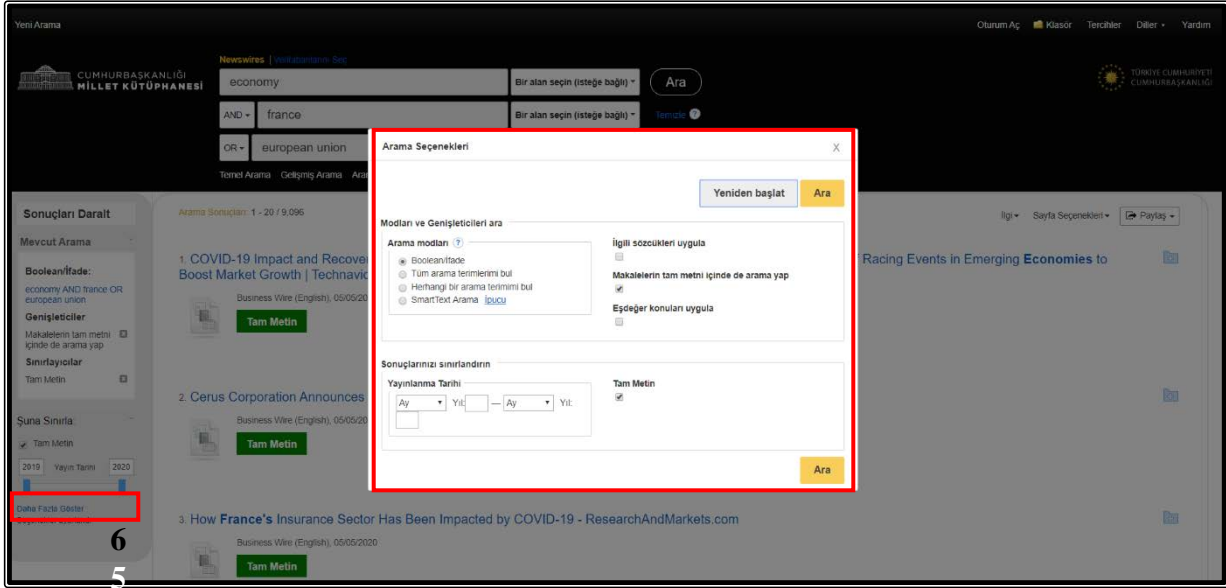 Yeni Arama
Oturum Aç Klasör Tercihler Diller Yardım
CUMHURBAŞKANLIĞI
MİLLET KÜTÜPHANESİ
Newswires | Veritabanlarını Seç
economy
Bir alan seçin (isteğe bağlı)
Ara
TÜRKİYE CUMHURİYETİ
CUMHURBAŞKANLIĞI
AND
france
Bir alan seçin (isteğe bağlı)
Temizle ?
OR
european union
Temel Arama Gelişmiş Arama
Arama Seçenekleri X
Yeniden başlat Ara
Modları ve Genişleticileri ara
Arama modları ?
Boolean/İfade
Tüm arama terimlerimi bul
Herhangi bir arama terimimi bul
SmartText Arama İpucu
İlgili sözcükleri uygula
Makalelerin tam metni içinde de arama yap
Eşdeğer konuları uygula
Sonuçlarınızı sınırlandırın
Yayınlanma Tarihi
Ay Yıl: — Ay Yıl:
Tam Metin
Ara
Sonuçları Daralt
Mevcut Arama
Boolean/İfade:
economy AND france OR
european union
Genişleticiler
Makalelerin tam metni
içinde de arama yap
Sınırlayıcılar
Tam Metin
Şuna Sınırla
Tam Metin
2019 Yayın Tarihi 2020
Daha Fazla Göster
6
5
Arama Sonuçları: 1 - 20 / 9,096
İlgi Sayfa Seçenekleri Paylaş
1. COVID-19 Impact and Recover
Racing Events in Emerging Economies to
Boost Market Growth | Technavio
Business Wire (English), 05/05/20
Tam Metin
2. Cerus Corporation Announces
Business Wire (English), 05/05/20
Tam Metin
3. How France's Insurance Sector Has Been Impacted by COVID-19 - ResearchAndMarkets.com
Business Wire (English), 05/05/2020
Tam Metin